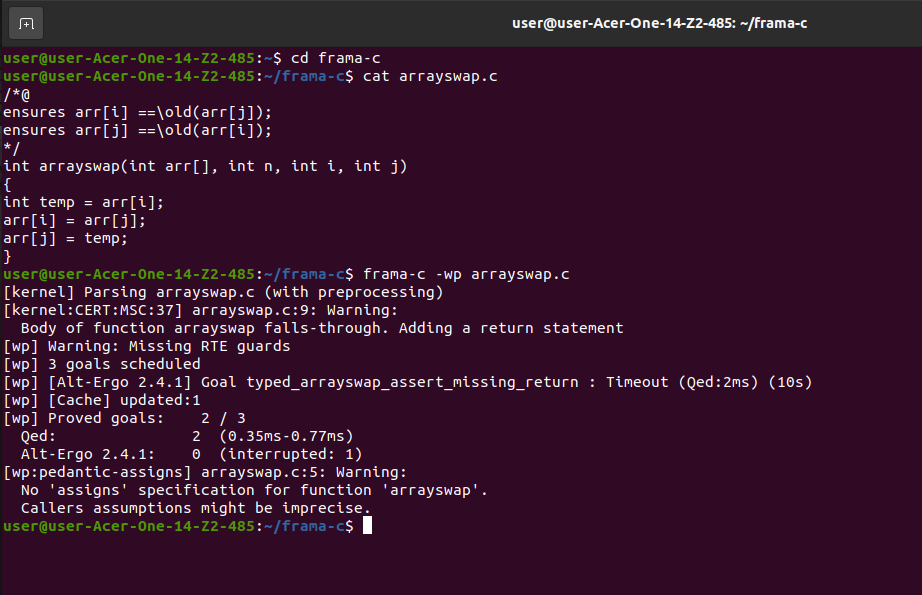 user@user-Acer-One-14-Z2-485: ~/frama-c
user@user-Acer-One-14-Z2-485:~$ cd frama-c
user@user-Acer-One-14-Z2-485:~/frama-c$ cat arrayswap.c
/*@
ensures arr[i] ==\old(arr[j]);
ensures arr[j] ==\old(arr[i]);
*/
int arrayswap(int arr[], int n, int i, int j)
{
int temp = arr[i];
arr[i] = arr[j];
arr[j] = temp;
}
user@user-Acer-One-14-Z2-485:~/frama-c$ frama-c -wp arrayswap.c
[kernel] Parsing arrayswap.c (with preprocessing)
[kernel:CERT:MSC:37] arrayswap.c:9: Warning:
  Body of function arrayswap falls-through. Adding a return statement
[wp] Warning: Missing RTE guards
[wp] 3 goals scheduled
[wp] [Alt-Ergo 2.4.1] Goal typed_arrayswap_assert_missing_return : Timeout (Qed:2ms) (10s)
[wp] [Cache] updated:1
[wp] Proved goals:    2 / 3
  Qed:               2  (0.35ms-0.77ms)
  Alt-Ergo 2.4.1:    0  (interrupted: 1)
[wp:pedantic-assigns] arrayswap.c:5: Warning:
  No 'assigns' specification for function 'arrayswap'.
  Callers assumptions might be imprecise.
user@user-Acer-One-14-Z2-485:~/frama-c$